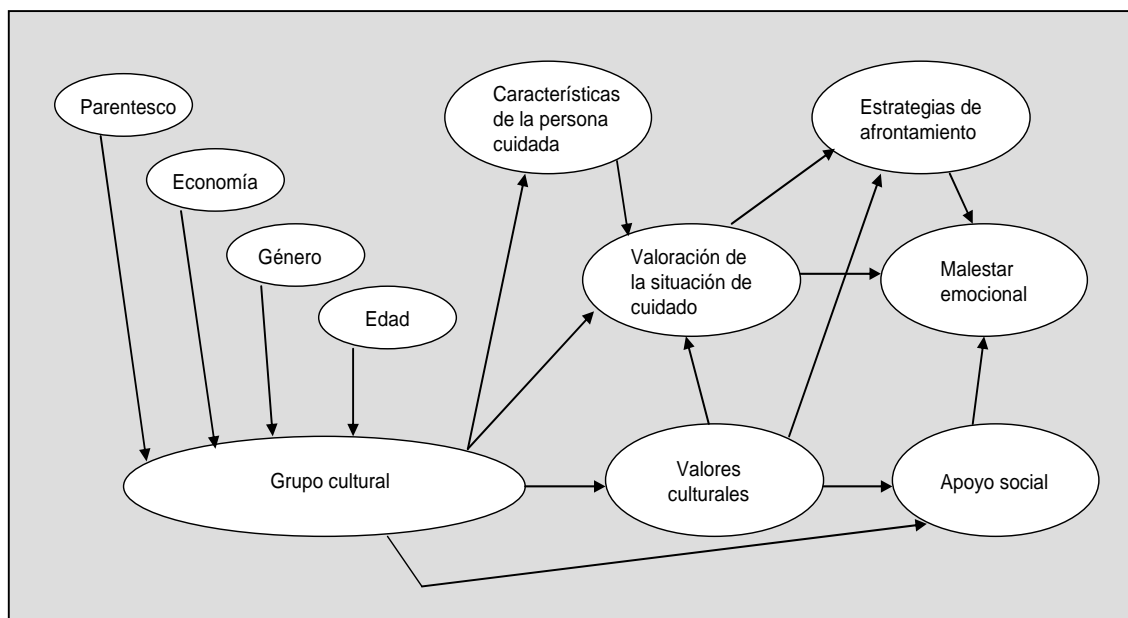 Parentesco
Economía
Género
Edad
Grupo cultural
Características
de la persona
cuidada
Valoración de
la situación de
cuidado
Valores
culturales
Estrategias de
afrontamiento
Malestar
emocional
Apoyo social